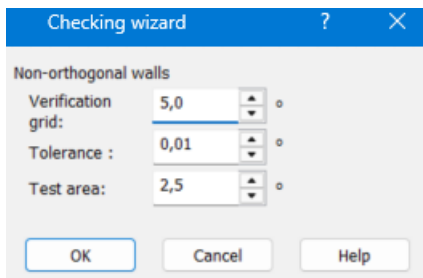 Checking wizard ? ×
Non-orthogonal walls
Verification grid: 5,0 °
Tolerance : 0,01 °
Test area: 2,5 °
OK Cancel Help